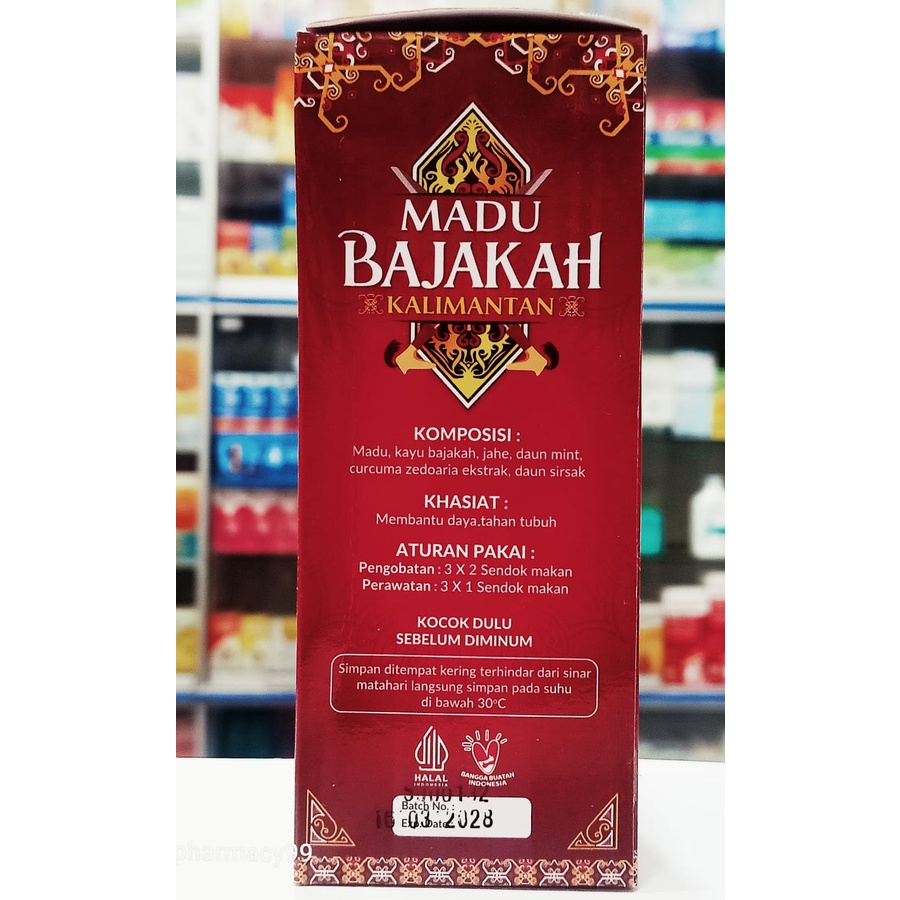 MADU
BAJAKAH
KALIMANTAN
KOMPOSISI :
Madu, kayu bajakah, jahe, daun mint,
curcuma zedoaria ekstrak, daun sirsak
KHASIAT :
Membantu daya.tahan tubuh
ATURAN PAKAI :
Pengobatan : 3 X 2 Sendok makan
Perawatan : 3 X 1 Sendok makan
KOCOK DULU
SEBELUM DIMINUM
Simpan ditempat kering terhindar dari sinar
matahari langsung simpan pada suhu
di bawah 30°C
HALAL
INDONESIA
BANGGA BUATAN
INDONESIA
Batch No. :
Exp. Date
03 2028
pharmacy99